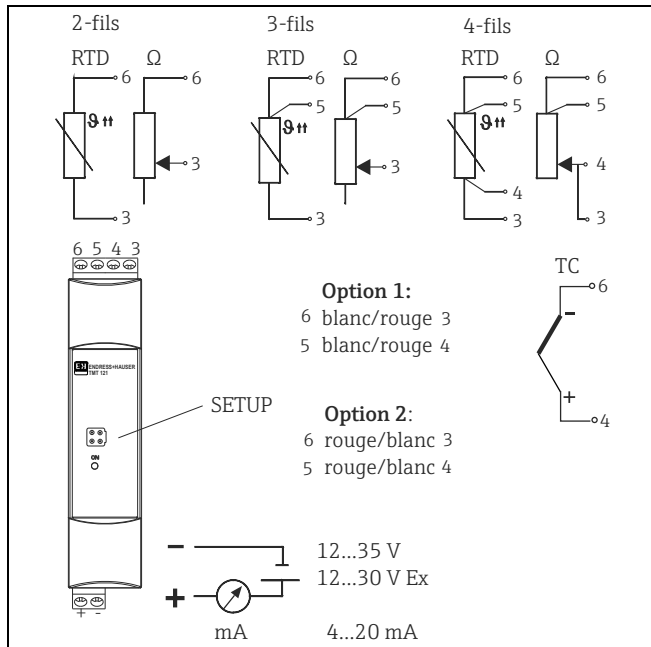 2-fils 3-fils 4-fils
RTD Ω RTD Ω RTD Ω
6 6 6 6 6 6
5 5 5 5
ϑ ϑ ϑ
3 3 4 4
3 3 3 3
6 5 4 3
TC
6
-
+
4
Option 1:
6 blanc/rouge 3
5 blanc/rouge 4
Option 2:
6 rouge/blanc 3
5 rouge/blanc 4
E+H ENDRESS+HAUSER
TMT 121
SETUP
ON
- 12...35 V
12...30 V Ex
+
mA 4...20 mA
+ -